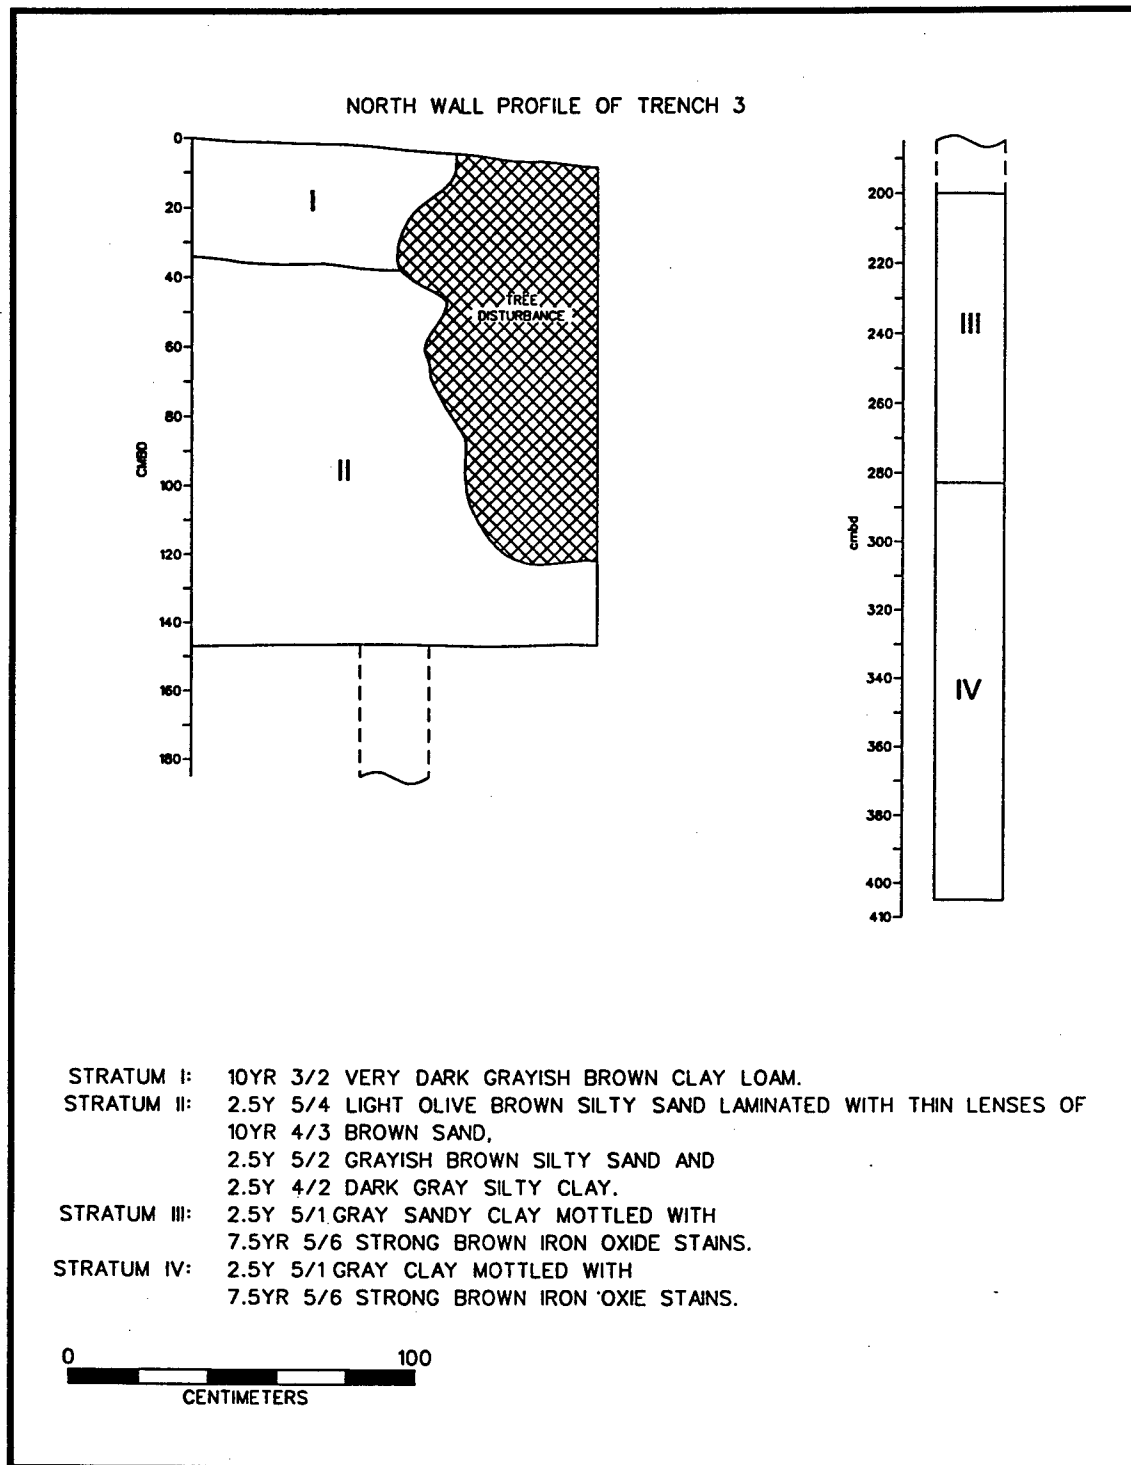 NORTH WALL PROFILE OF TRENCH 3
0
20
40
60
80
100
120
140
160
180
CMBD
I
II
TREE
DISTURBANCE
200
220
240
260
280
300
320
340
360
380
400
410
cmbd
III
IV
STRATUM I: 10YR 3/2 VERY DARK GRAYISH BROWN CLAY LOAM.
STRATUM II: 2.5Y 5/4 LIGHT OLIVE BROWN SILTY SAND LAMINATED WITH THIN LENSES OF
10YR 4/3 BROWN SAND,
2.5Y 5/2 GRAYISH BROWN SILTY SAND AND
2.5Y 4/2 DARK GRAY SILTY CLAY.
STRATUM III: 2.5Y 5/1 GRAY SANDY CLAY MOTTLED WITH
7.5YR 5/6 STRONG BROWN IRON OXIDE STAINS.
STRATUM IV: 2.5Y 5/1 GRAY CLAY MOTTLED WITH
7.5YR 5/6 STRONG BROWN IRON OXIE STAINS.
0 100
CENTIMETERS